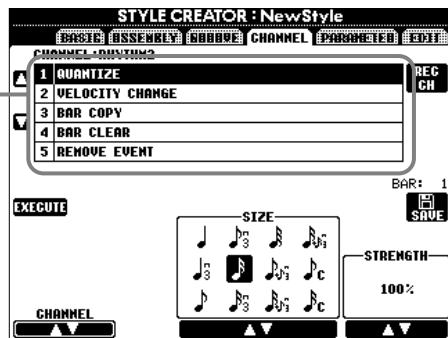 STYLE CREATOR : NewStyle
BASIC ASSEMBLY GROOVE CHANNEL PARAMETER EDIT
CHANNEL :RHYTHM2
1 QUANTIZE
2 VELOCITY CHANGE
3 BAR COPY
4 BAR CLEAR
5 REMOVE EVENT
REC
CH
BAR: 1
EXECUTE
SAVE
SIZE
STRENGTH
100%
CHANNEL